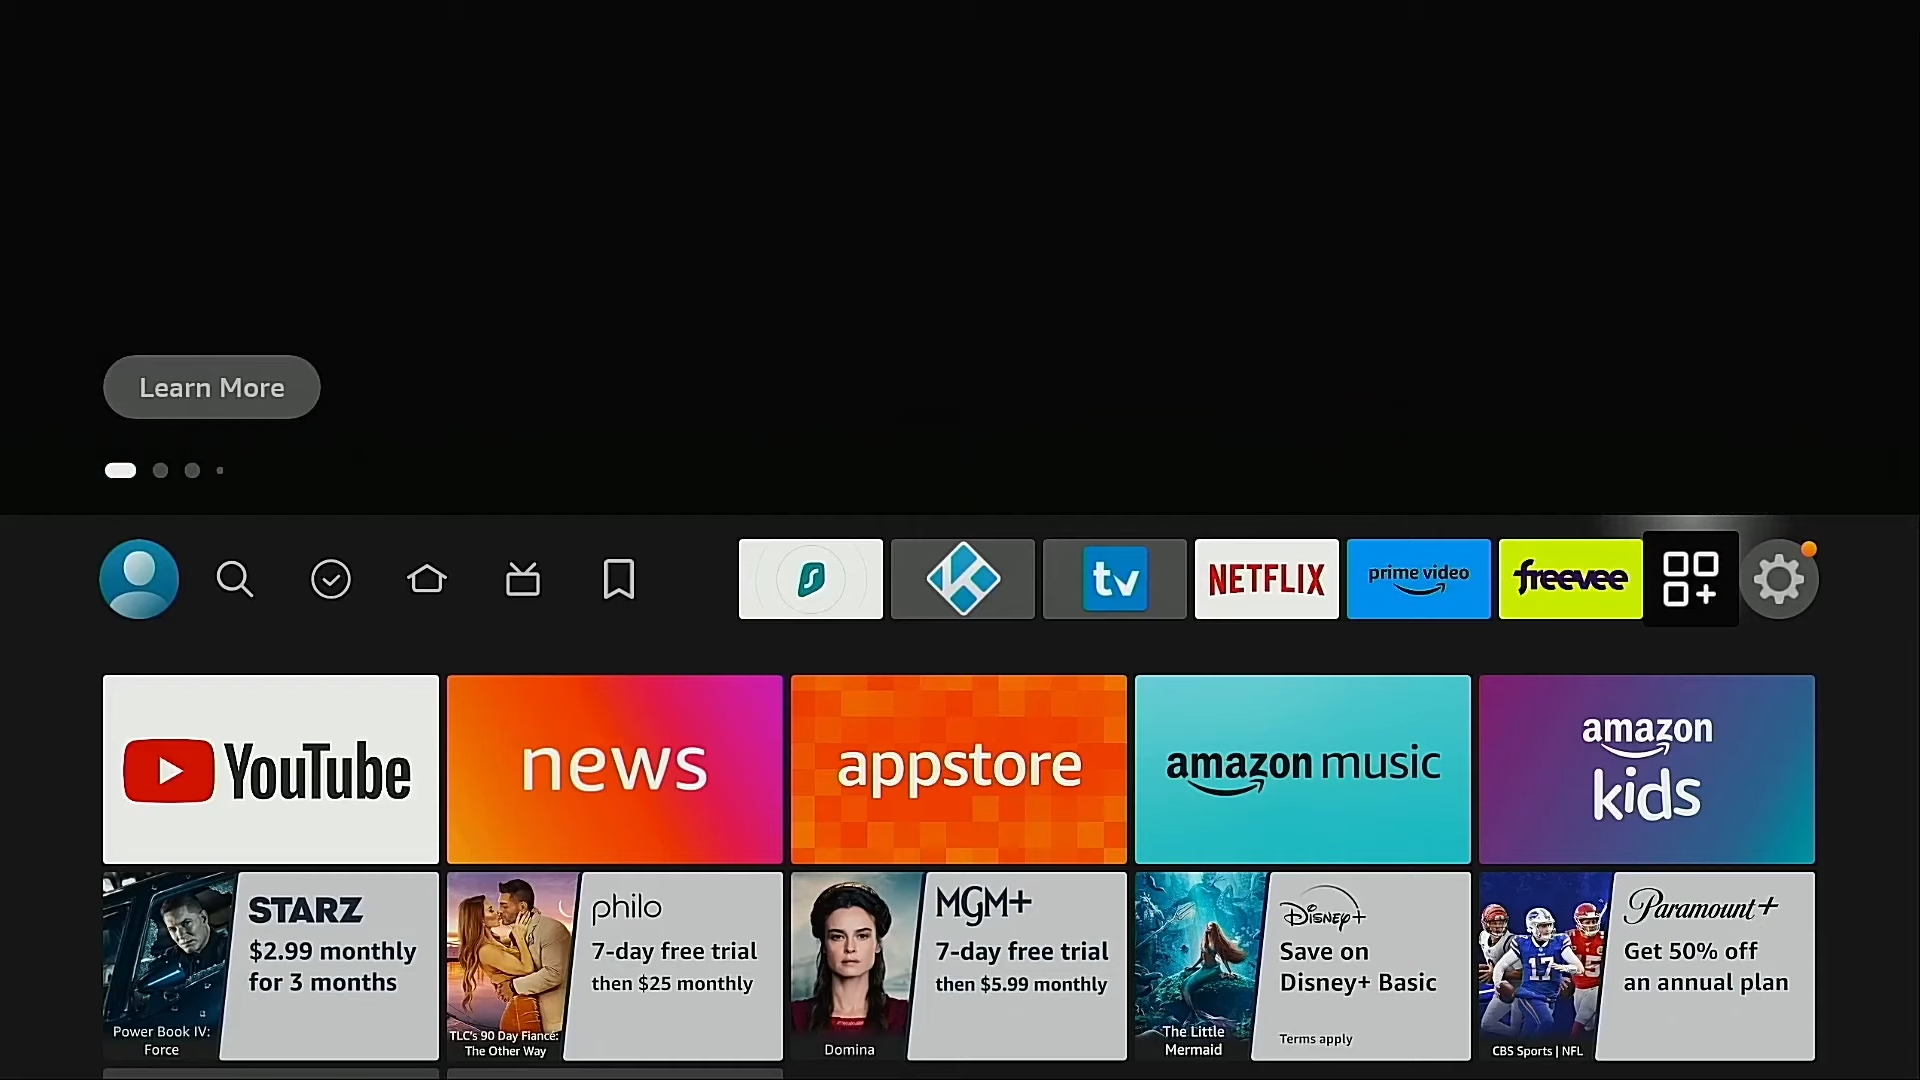 Learn More
tv
NETFLIX
prime video
freevee
YouTube
news
appstore
amazon music
amazon
kids
STARZ
$2.99 monthly
for 3 months
Power Book IV:
Force
philo
7-day free trial
then $25 monthly
TLC's 90 Day Fiancé:
The Other Way
MGM+
7-day free trial
then $5.99 monthly
Domina
Disney+
Save on
Disney+ Basic
Terms apply
The Little
Mermaid
Paramount+
Get 50% off
an annual plan
17
15
CBS Sports | NFL